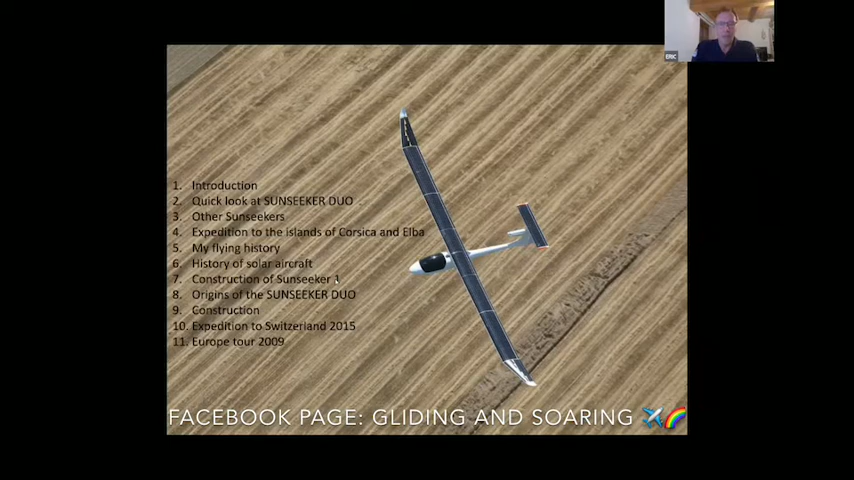 ERIC
1. Introduction
2. Quick look at SUNSEEKER DUO
3. Other Sunseekers
4. Expedition to the islands of Corsica and Elba
5. My flying history
6. History of solar aircraft
7. Construction of Sunseeker 1
8. Origins of the SUNSEEKER DUO
9. Construction
10. Expedition to Switzerland 2015
11. Europe tour 2009
FACEBOOK PAGE: GLIDING AND SOARING